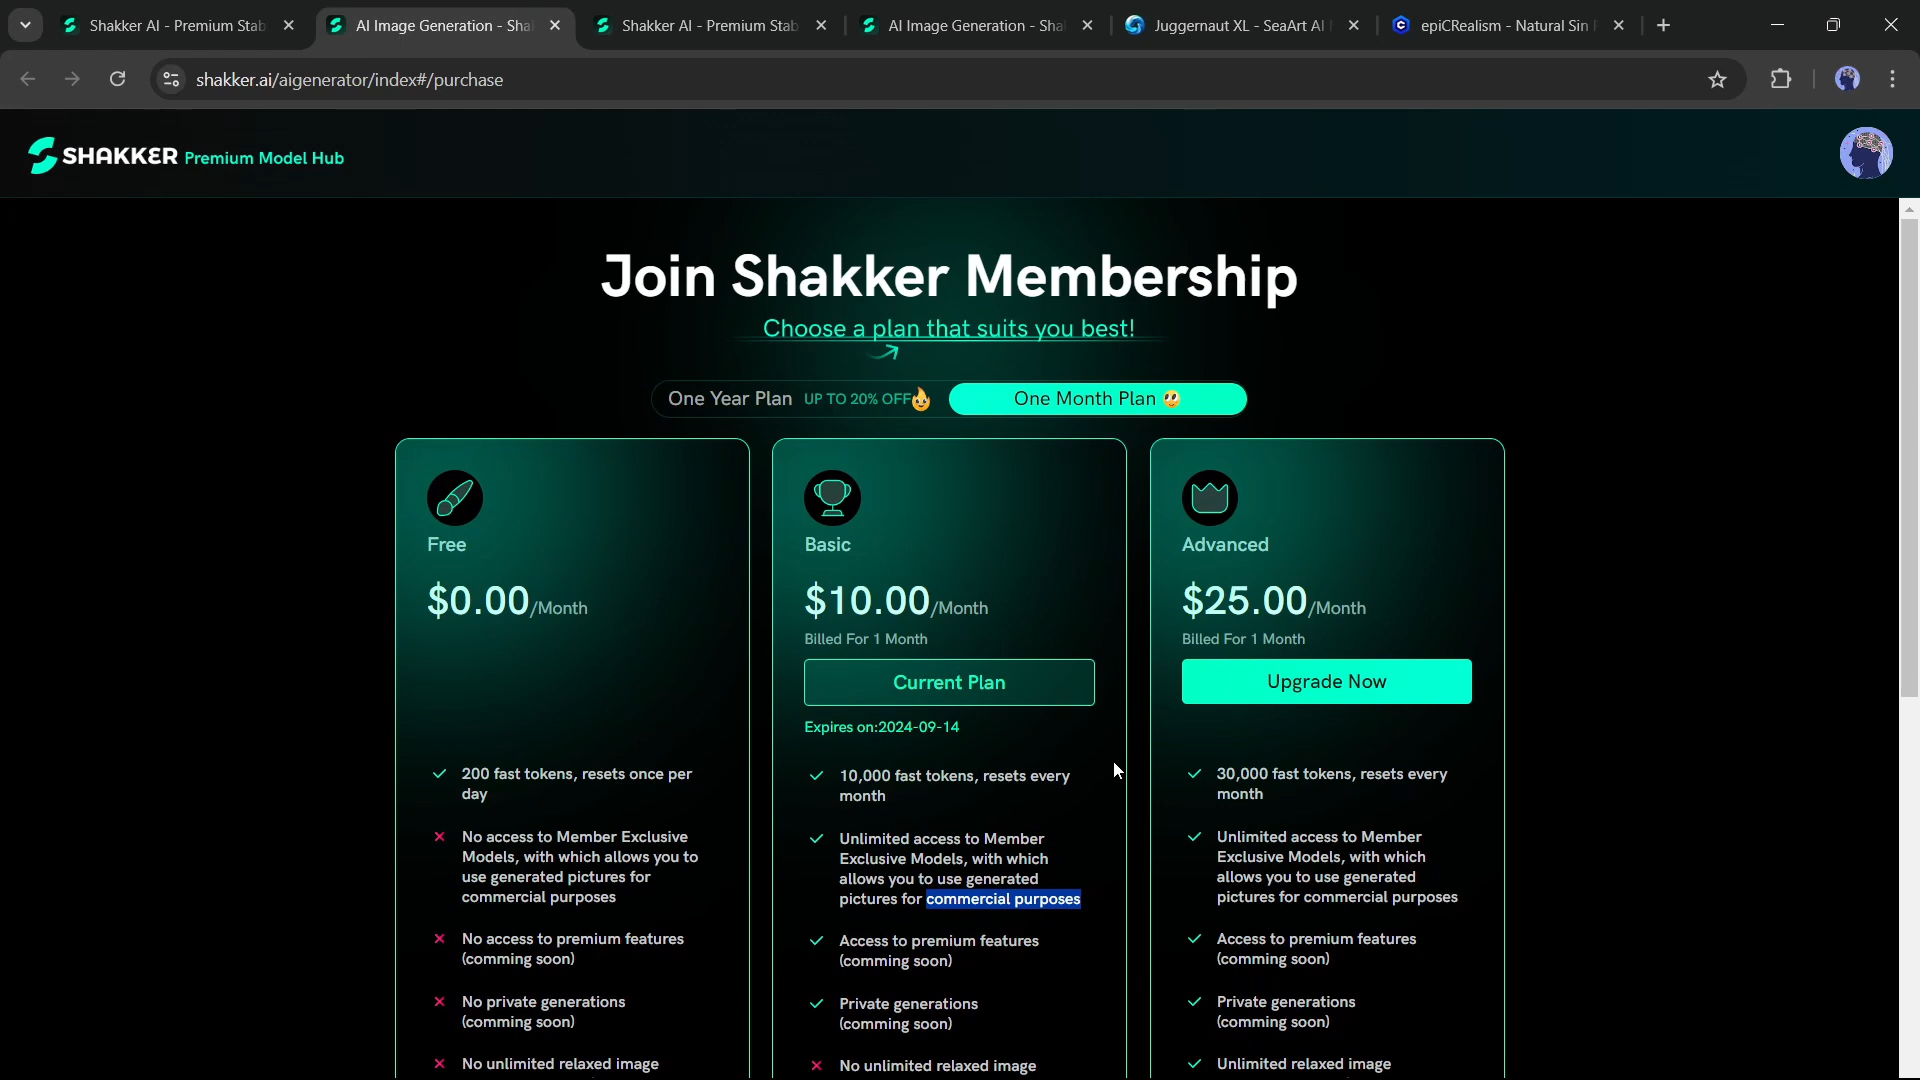 Shakker AI - Premium Stab
AI Image Generation - Sha
Shakker AI - Premium Stab
AI Image Generation - Sha
Juggernaut XL - SeaArt AI
epiCRealism - Natural Sin
shakker.ai/aigenerator/index#/purchase
SHAKKER Premium Model Hub
Join Shakker Membership
Choose a plan that suits you best!
One Year Plan UP TO 20% OFF🔥
One Month Plan 🥺
Free
$0.00/Month
200 fast tokens, resets once per
day
No access to Member Exclusive
Models, with which allows you to
use generated pictures for
commercial purposes
No access to premium features
(comming soon)
No private generations
(comming soon)
No unlimited relaxed image
Basic
$10.00/Month
Billed For 1 Month
Current Plan
Expires on:2024-09-14
10,000 fast tokens, resets every
month
Unlimited access to Member
Exclusive Models, with which
allows you to use generated
pictures for commercial purposes
Access to premium features
(comming soon)
Private generations
(comming soon)
No unlimited relaxed image
Advanced
$25.00/Month
Billed For 1 Month
Upgrade Now
30,000 fast tokens, resets every
month
Unlimited access to Member
Exclusive Models, with which
allows you to use generated
pictures for commercial purposes
Access to premium features
(comming soon)
Private generations
(comming soon)
Unlimited relaxed image